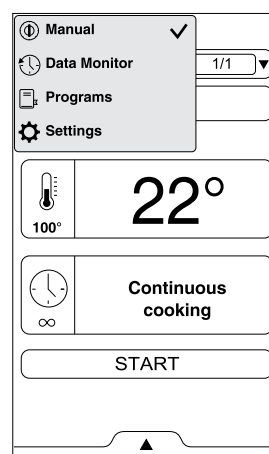 Manual
Data Monitor
1/1
Programs
Settings
22°
100°
Continuous
cooking
∞
START